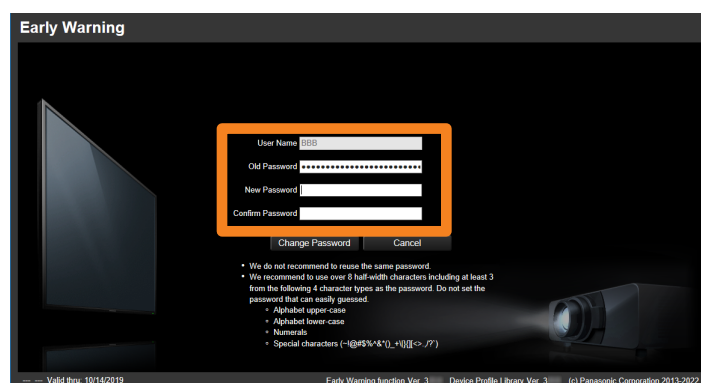 Early Warning
User Name BBB
Old Password
New Password
Confirm Password
Change Password Cancel
• We do not recommend to reuse the same password.
• We recommend to use over 8 half-width characters including at least 3
from the following 4 character types as the password. Do not set the
password that can easily guessed.
◦ Alphabet upper-case
◦ Alphabet lower-case
◦ Numerals
◦ Special characters (~!@#$%^&*()_+\|}{][<>.,/?`)
— — Valid thru: 10/14/2019 Early Warning function Ver. 3 Device Profile Library Ver. 3 (c) Panasonic Corporation 2013-2022